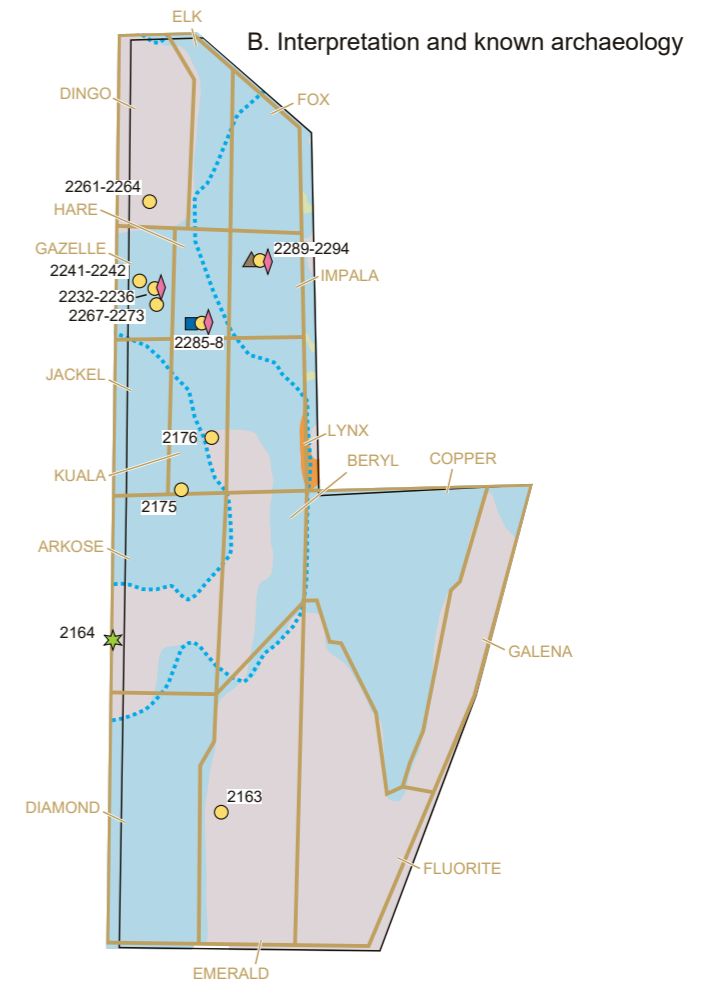 ELK
B. Interpretation and known archaeology
DINGO
FOX
2261-2264
HARE
GAZELLE
2289-2294
2241-2242
IMPALA
2232-2236
2267-2273
2285-8
JACKEL
LYNX
2176
BERYL
COPPER
KUALA
2175
ARKOSE
2164
GALENA
2163
DIAMOND
FLUORITE
EMERALD